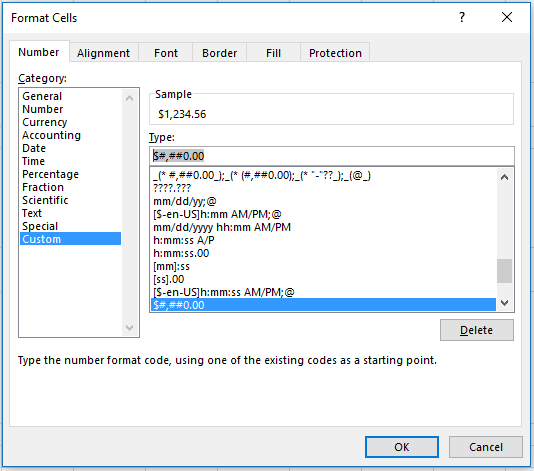 Format Cells
Number Alignment Font Border Fill Protection
Category:
General
Number
Currency
Accounting
Date
Time
Percentage
Fraction
Scientific
Text
Special
Custom
Sample
$1,234.56
Type:
$#,##0.00
_(* #,##0.00_);_(* (#,##0.00);_(* "-"??_);_(@_)
????.???
mm/dd/yy;@
[$-en-US]h:mm AM/PM;@
mm/dd/yyyy hh:mm AM/PM
h:mm:ss A/P
h:mm:ss.00
[mm]:ss
[ss].00
[$-en-US]h:mm:ss AM/PM;@
$#,##0.00
Delete
Type the number format code, using one of the existing codes as a starting point.
OK Cancel